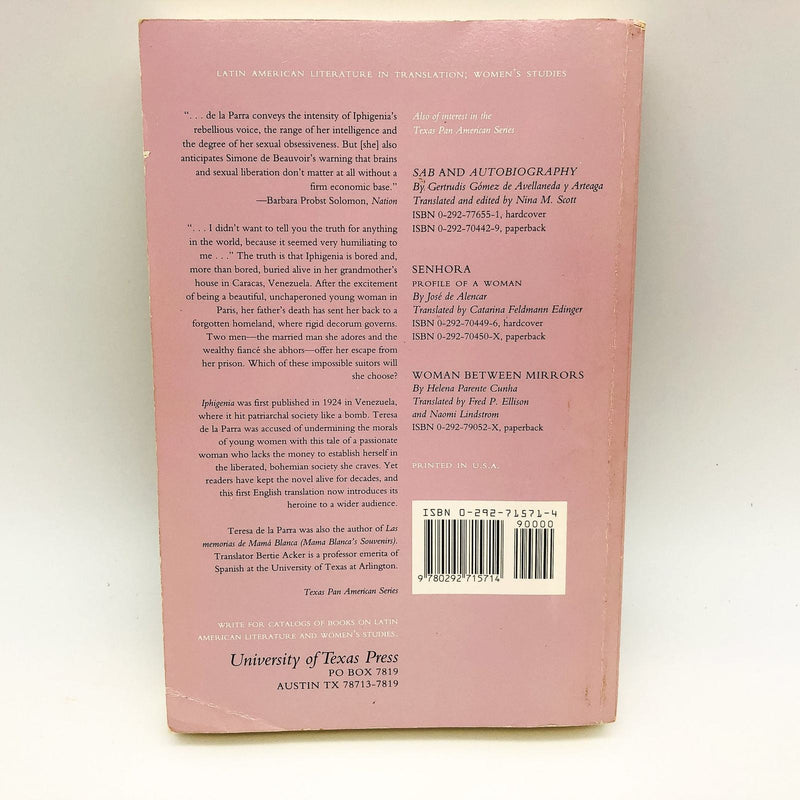 LATIN AMERICAN LITERATURE IN TRANSLATION; WOMEN'S STUDIES
". . . de la Parra conveys the intensity of Iphigenia's
rebellious voice, the range of her intelligence and
the degree of her sexual obsessiveness. But [she] also
anticipates Simone de Beauvoir's warning that brains
and sexual liberation don't matter at all without a
firm economic base."
—Barbara Probst Solomon, Nation
". . . I didn't want to tell you the truth for anything
in the world, because it seemed very humiliating to
me . . ." The truth is that Iphigenia is bored and,
more than bored, buried alive in her grandmother's
house in Caracas, Venezuela. After the excitement
of being a beautiful, unchaperoned young woman in
Paris, her father's death has sent her back to a
forgotten homeland, where rigid decorum governs.
Two men—the married man she adores and the
wealthy fiancé she abhors—offer her escape from
her prison. Which of these impossible suitors will
she choose?
Iphigenia was first published in 1924 in Venezuela,
where it hit patriarchal society like a bomb. Teresa
de la Parra was accused of undermining the morals
of young women with this tale of a passionate
woman who lacks the money to establish herself in
the liberated, bohemian society she craves. Yet
readers have kept the novel alive for decades, and
this first English translation now introduces its
heroine to a wider audience.
Teresa de la Parra was also the author of Las
memorias de Mamá Blanca (Mama Blanca's Souvenirs).
Translator Bertie Acker is a professor emerita of
Spanish at the University of Texas at Arlington.
Texas Pan American Series
WRITE FOR CATALOGS OF BOOKS ON LATIN
AMERICAN LITERATURE AND WOMEN'S STUDIES.
University of Texas Press
PO BOX 7819
AUSTIN TX 78713-7819
Also of interest in the
Texas Pan American Series
SAB AND AUTOBIOGRAPHY
By Gertrudis Gómez de Avellaneda y Arteaga
Translated and edited by Nina M. Scott
ISBN 0-292-77655-1, hardcover
ISBN 0-292-70442-9, paperback
SENHORA
PROFILE OF A WOMAN
By José de Alencar
Translated by Catarina Feldmann Edinger
ISBN 0-292-70449-6, hardcover
ISBN 0-292-70450-X, paperback
WOMAN BETWEEN MIRRORS
By Helena Parente Cunha
Translated by Fred P. Ellison
and Naomi Lindstrom
ISBN 0-292-79052-X, paperback
PRINTED IN U.S.A.
ISBN 0-292-71571-4
90000
9 780292 715714